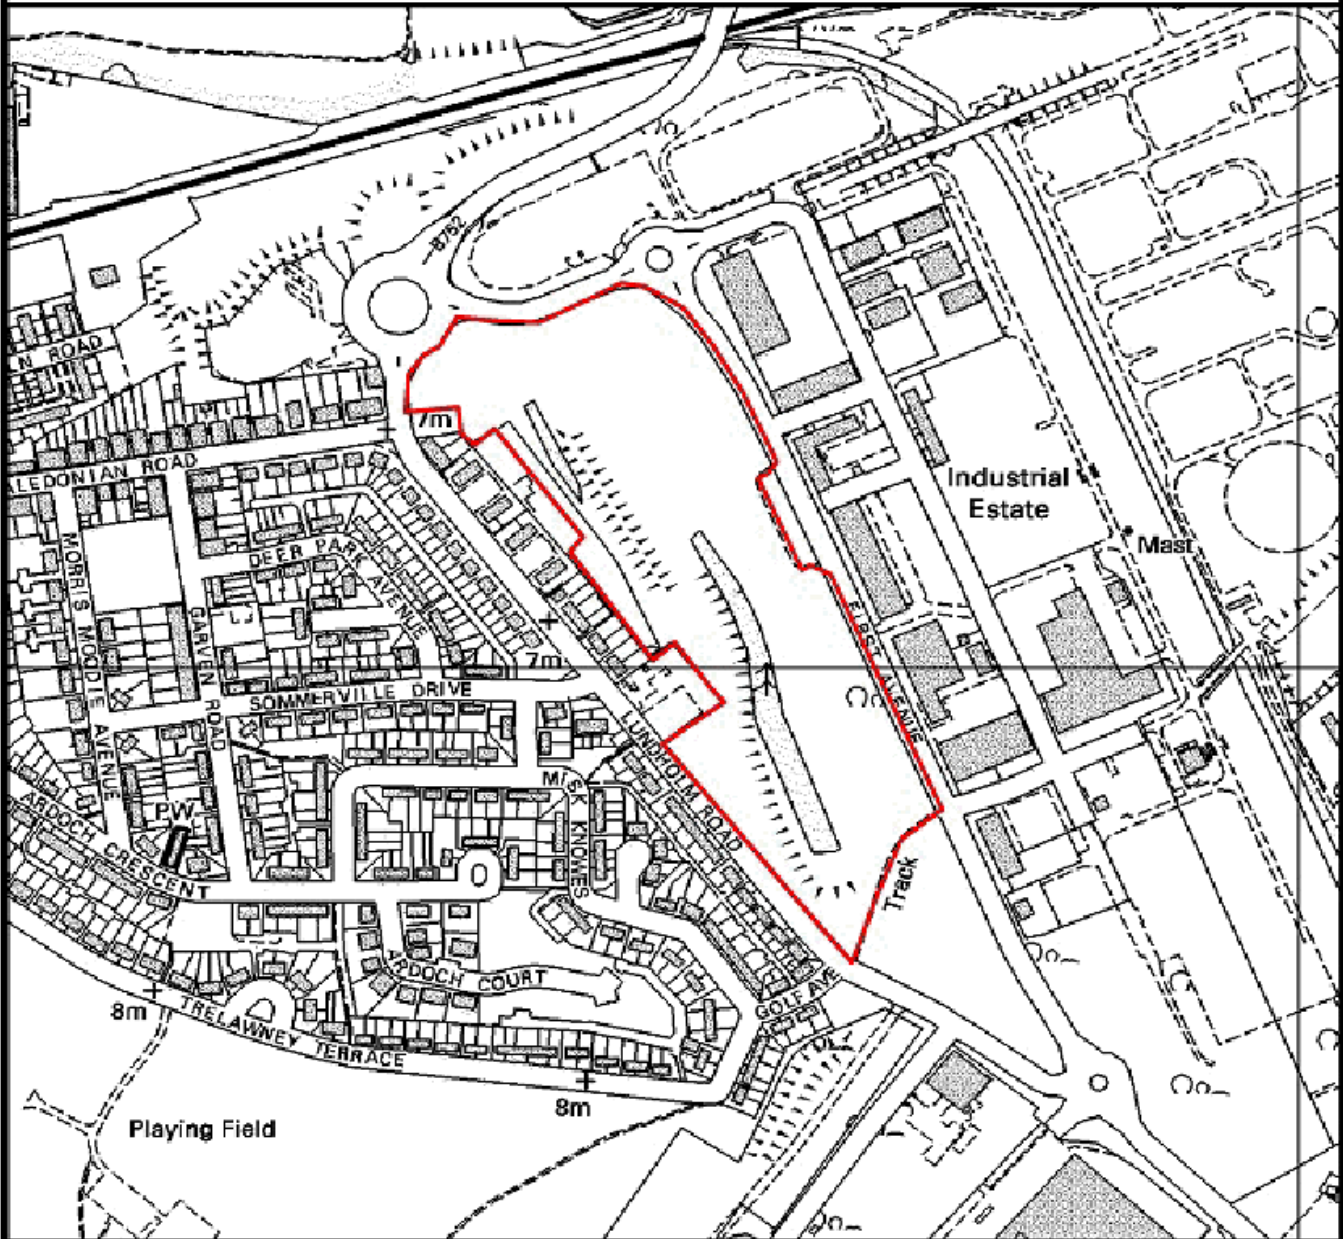 B752
N ROAD
7m
LEDONIAN ROAD
Industrial
Estate
Mast
MORRIS MOODIE AVENUE
DEER PARK AVENUE
GARVEN ROAD
FIRST AVENUE
7m
SOMMERVILLE DRIVE
LUNDHOLM ROAD
MISK KNOWES
PW
ARDOCH CRESCENT
Track
ARDOCH COURT
GOLF AVE
8m
TRELAWNEY TERRACE
8m
Playing Field